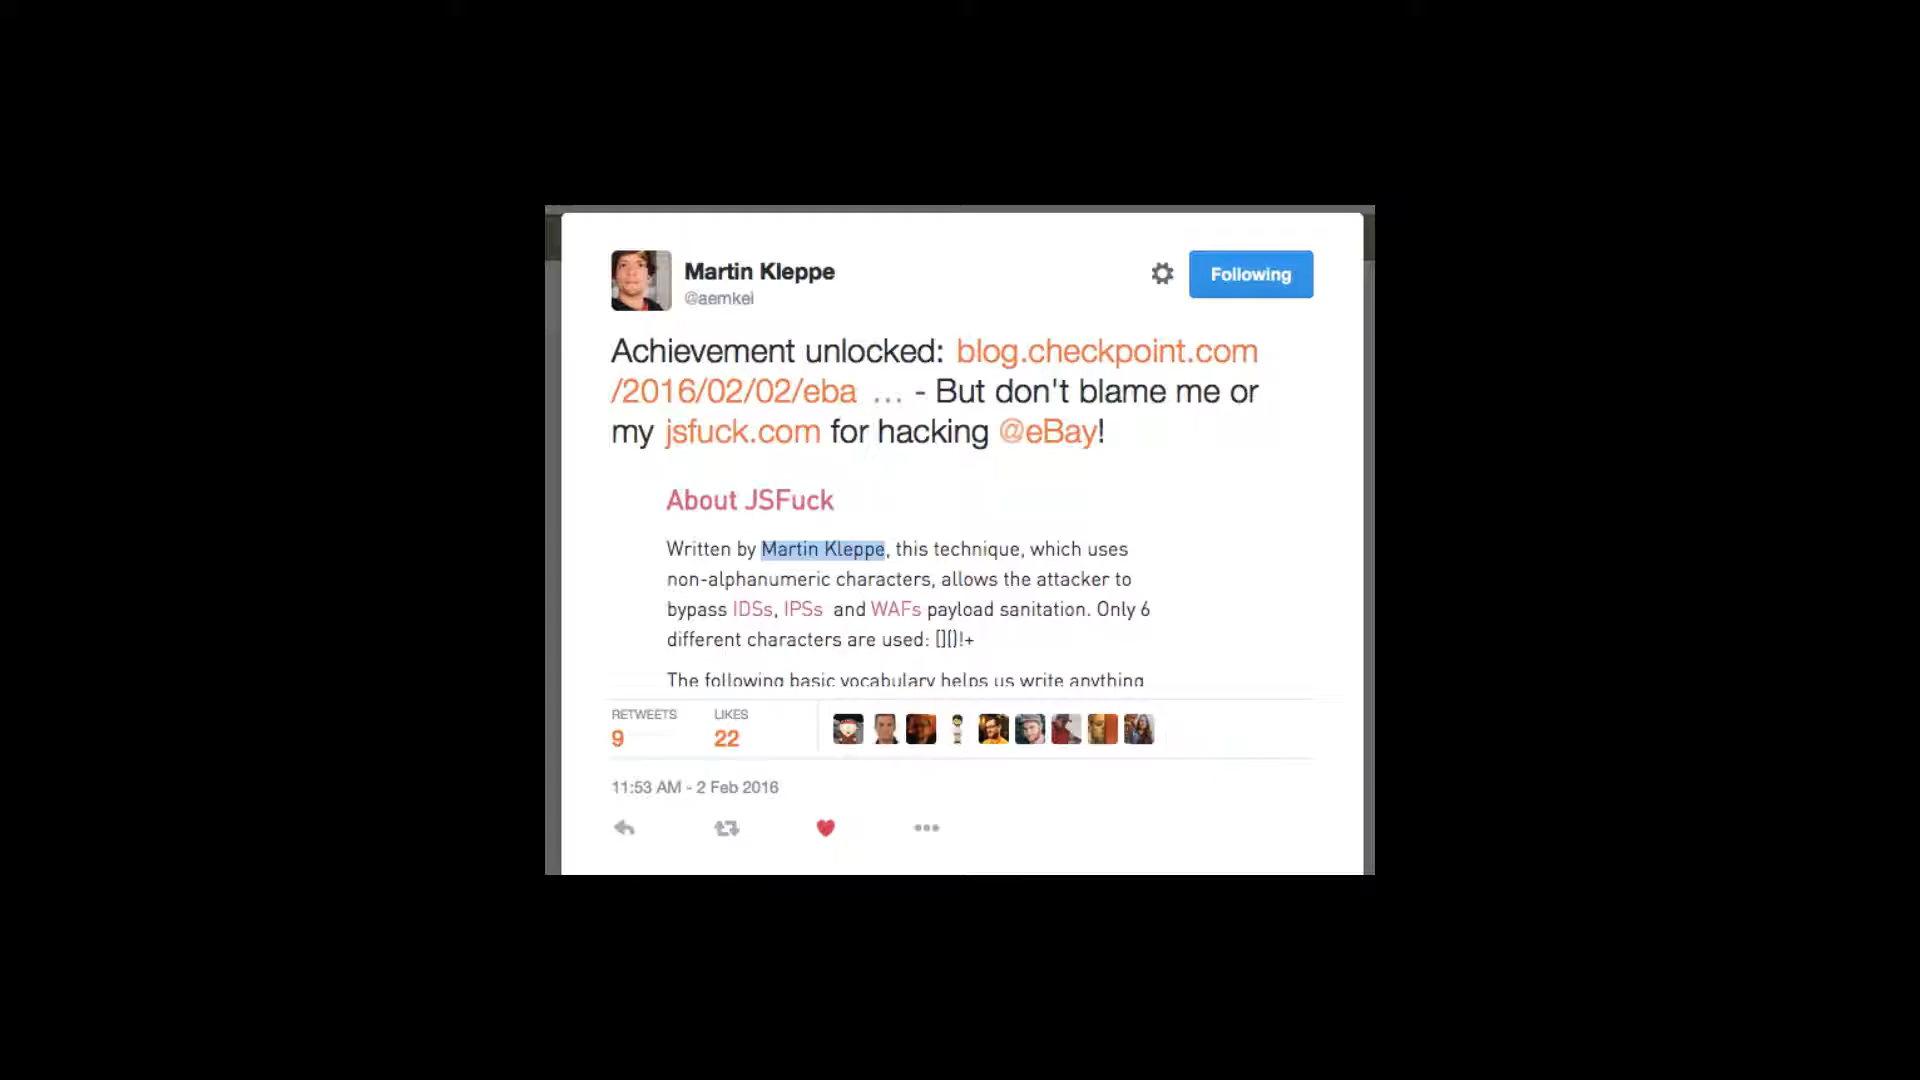 Martin Kleppe
@aemkei
Following
Achievement unlocked: blog.checkpoint.com
/2016/02/02/eba … - But don't blame me or
my jsfuck.com for hacking @eBay!
About JSFuck
Written by Martin Kleppe, this technique, which uses
non-alphanumeric characters, allows the attacker to
bypass IDSs, IPSs and WAFs payload sanitation. Only 6
different characters are used: []()!+
The following basic vocabulary helps us write anything
RETWEETS LIKES
9 22
11:53 AM - 2 Feb 2016